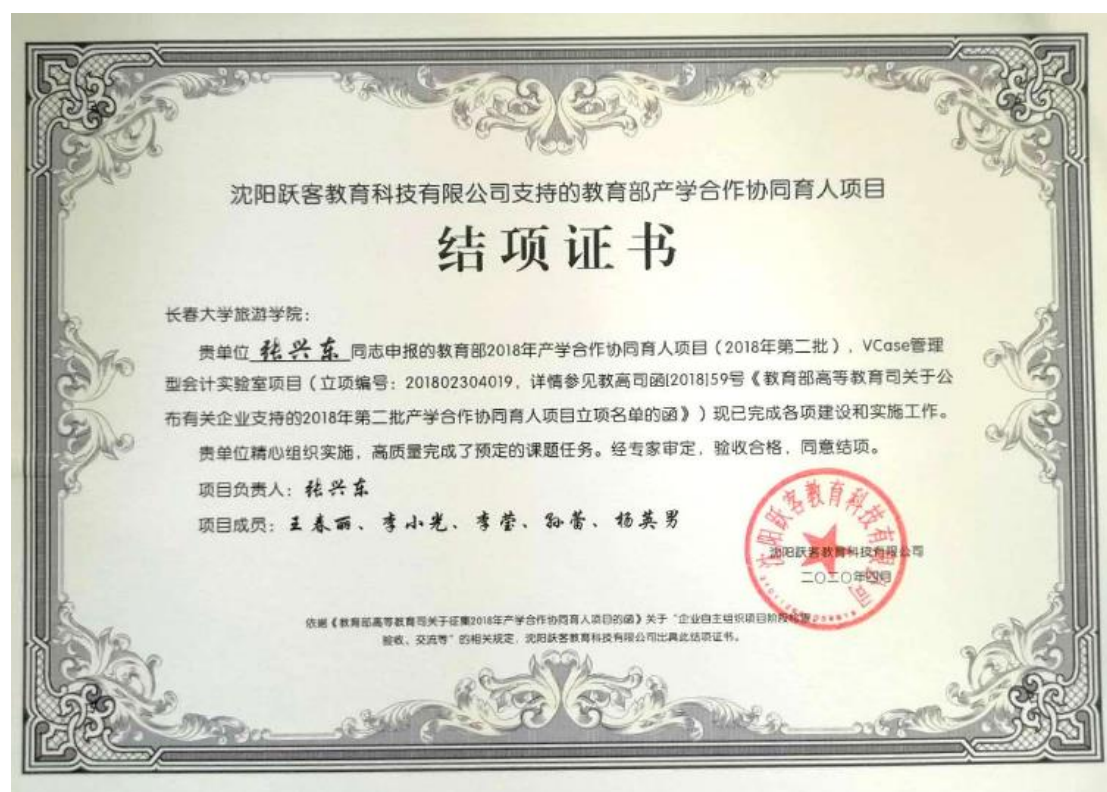 沈阳跃客教育科技有限公司支持的教育部产学合作协同育人项目
结项证书
长春大学旅游学院：
贵单位 张兴东 同志申报的教育部2018年产学合作协同育人项目（2018年第二批），VCase管理
型会计实验室项目（立项编号：201802304019，详情参见教高司函[2018]59号《教育部高等教育司关于公
布有关企业支持的2018年第二批产学合作协同育人项目立项名单的函》）现已完成各项建设和实施工作。
贵单位精心组织实施，高质量完成了预定的课题任务。经专家审定，验收合格，同意结项。
项目负责人：张兴东
项目成员：王春丽、李小光、李莹、孙蕾、杨英男
沈阳跃客教育科技有限公司
沈阳跃客教育科技有限公司
二〇二〇年四月
依据《教育部高等教育司关于征集2018年产学合作协同育人项目的函》关于“企业自主组织项目阶段检查、
验收、交流等”的相关规定，沈阳跃客教育科技有限公司出具此结项证书。